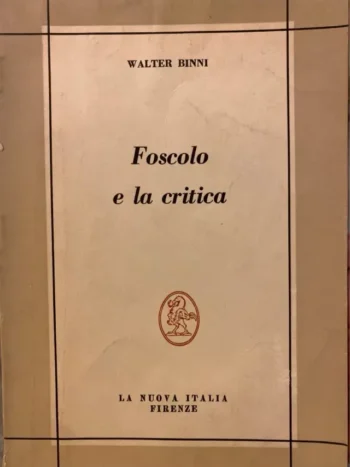 WALTER BINNI
Foscolo
e la critica
LA NUOVA ITALIA
FIRENZE